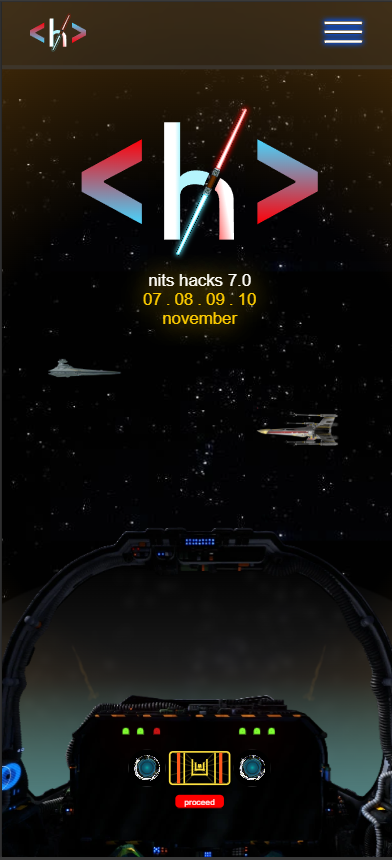 <h>
<h>
nits hacks 7.0
07 . 08 . 09 . 10
november
proceed